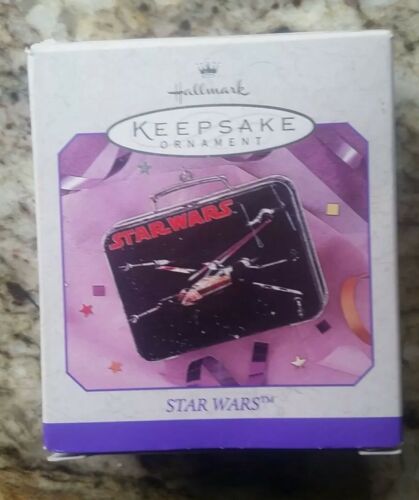 Hallmark
KEEPSAKE
ORNAMENT
STAR WARS
STAR WARS™